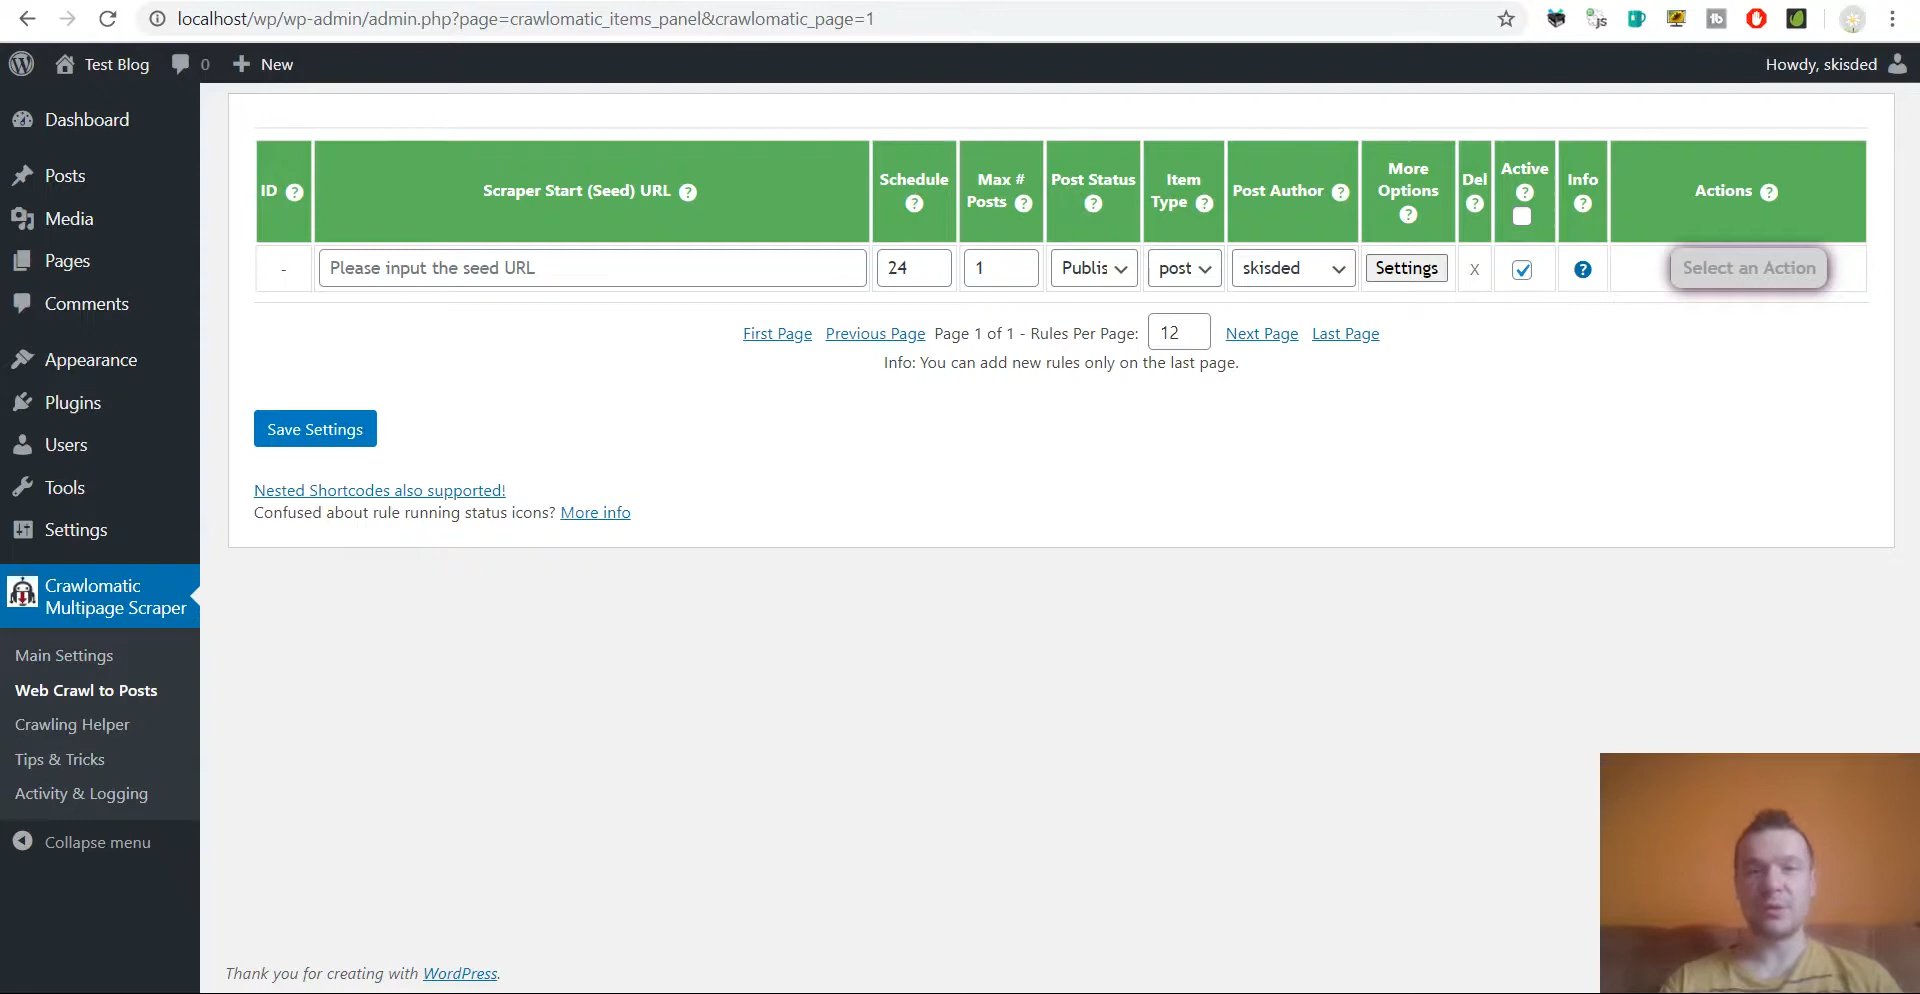 localhost/wp/wp-admin/admin.php?page=crawlomatic_items_panel&crawlomatic_page=1
Test Blog 0 + New
Howdy, skisded
Dashboard
Posts
Media
Pages
Comments
Appearance
Plugins
Users
Tools
Settings
Crawlomatic
Multipage Scraper
Main Settings
Web Crawl to Posts
Crawling Helper
Tips & Tricks
Activity & Logging
Collapse menu
ID ?
Scraper Start (Seed) URL ?
Schedule ?
Max # Posts ?
Post Status ?
Item Type ?
Post Author ?
More Options ?
Del ?
Active ?
Info ?
Actions ?
-
Please input the seed URL
24
1
Publis
post
skisded
Settings
X
?
Select an Action
First Page Previous Page Page 1 of 1 - Rules Per Page: 12 Next Page Last Page
Info: You can add new rules only on the last page.
Save Settings
Nested Shortcodes also supported!
Confused about rule running status icons? More info
Thank you for creating with WordPress.